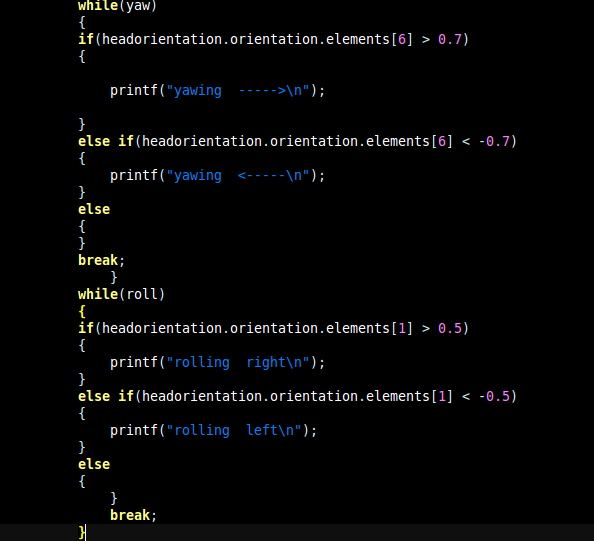 while(yaw)
{
if(headorientation.orientation.elements[6] > 0.7)
{
printf("yawing  ----->\n");
}
else if(headorientation.orientation.elements[6] < -0.7)
{
printf("yawing  <-----\n");
}
else
{
}
break;
}
while(roll)
{
if(headorientation.orientation.elements[1] > 0.5)
{
printf("rolling  right\n");
}
else if(headorientation.orientation.elements[1] < -0.5)
{
printf("rolling  left\n");
}
else
{
}
break;
}